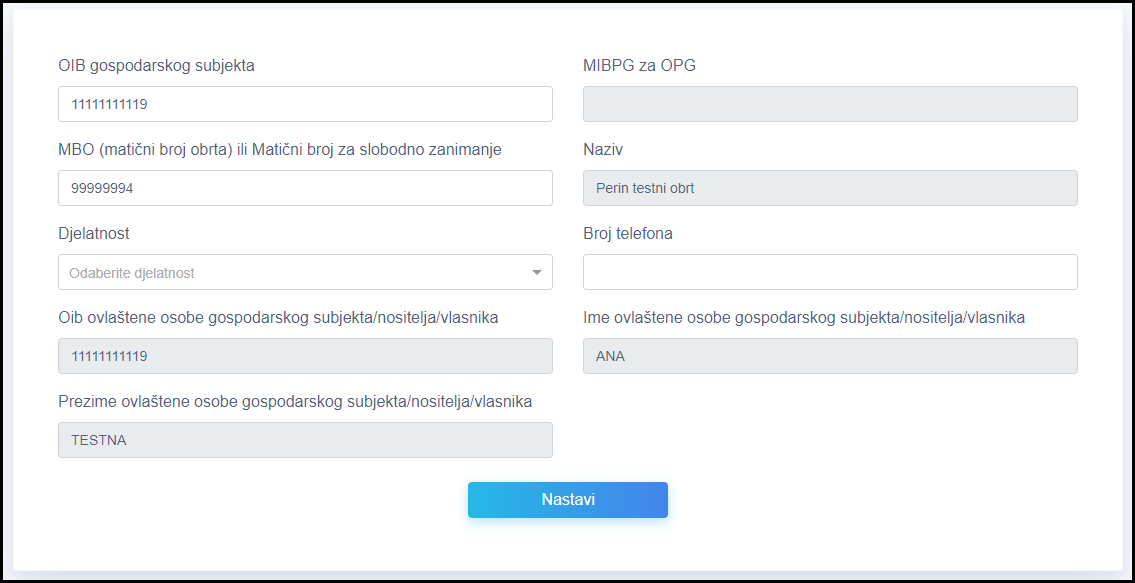 OIB gospodarskog subjekta
MIBPG za OPG
11111111119
MBO (matični broj obrta) ili Matični broj za slobodno zanimanje
Naziv
99999994
Perin testni obrt
Djelatnost
Broj telefona
Odaberite djelatnost
Oib ovlaštene osobe gospodarskog subjekta/nositelja/vlasnika
Ime ovlaštene osobe gospodarskog subjekta/nositelja/vlasnika
11111111119
ANA
Prezime ovlaštene osobe gospodarskog subjekta/nositelja/vlasnika
TESTNA
Nastavi